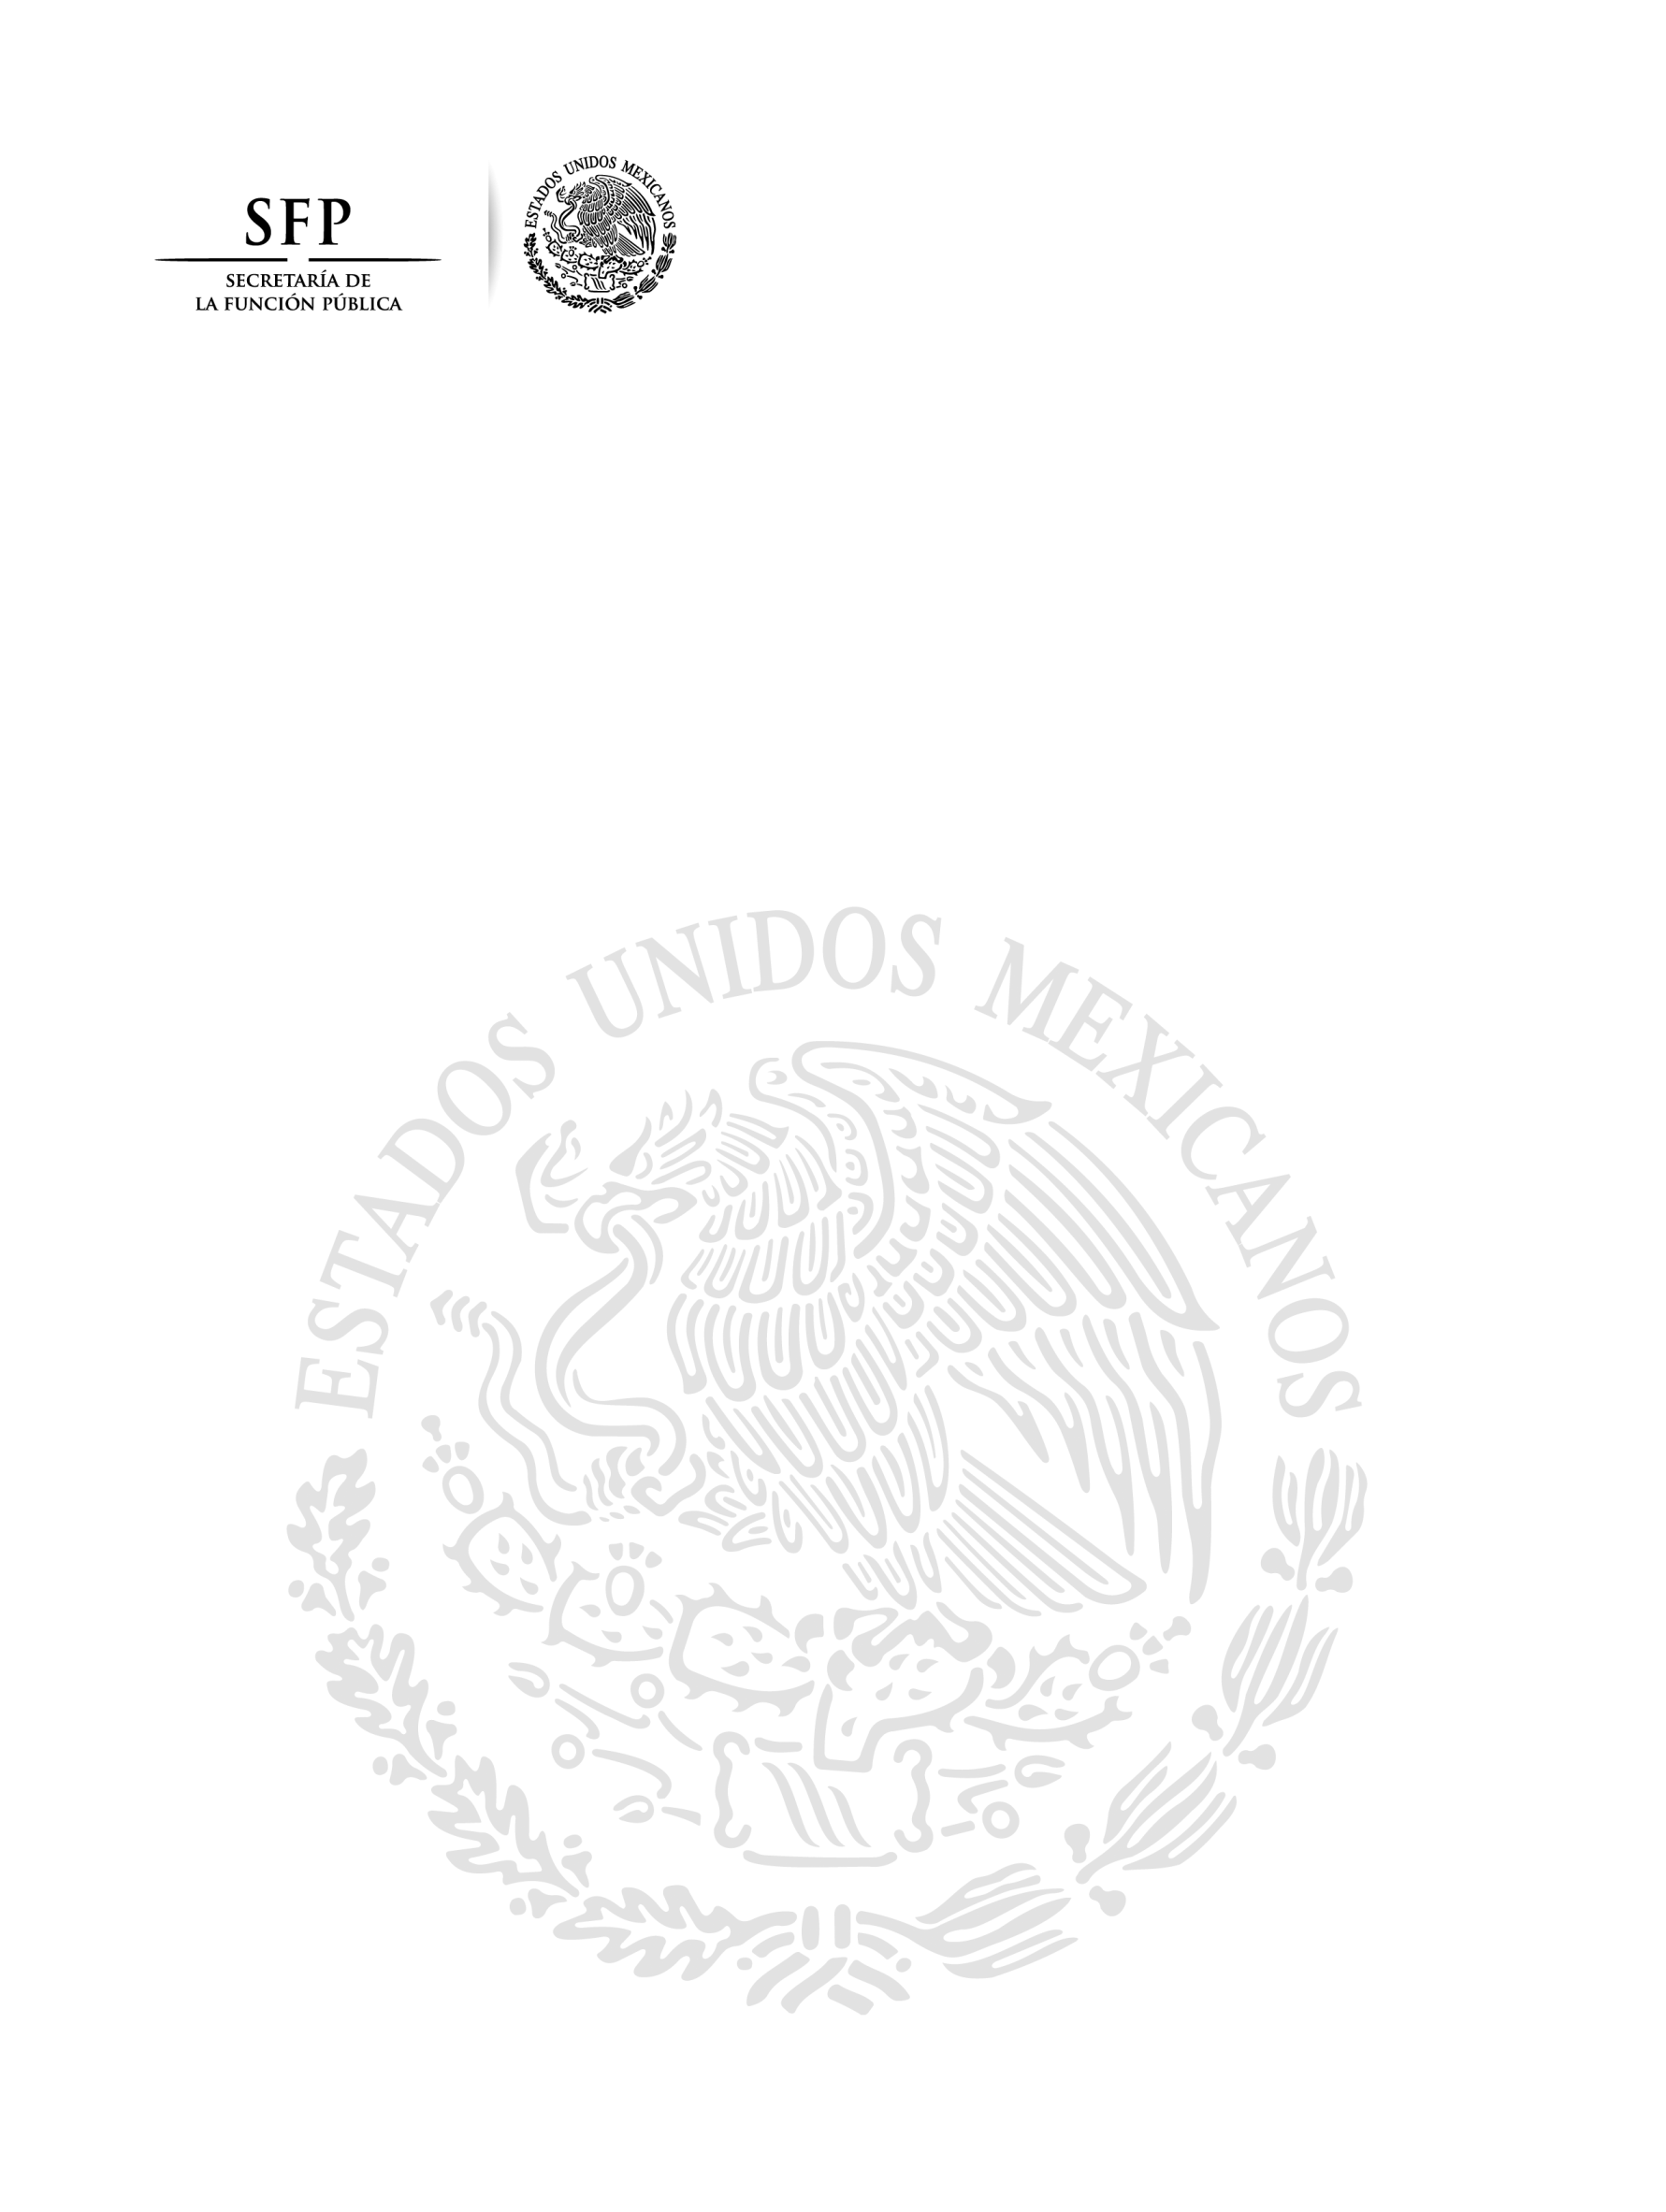 SFP
SECRETARÍA DE
LA FUNCIÓN PÚBLICA
ESTADOS UNIDOS MEXICANOS
ESTADOS UNIDOS MEXICANOS